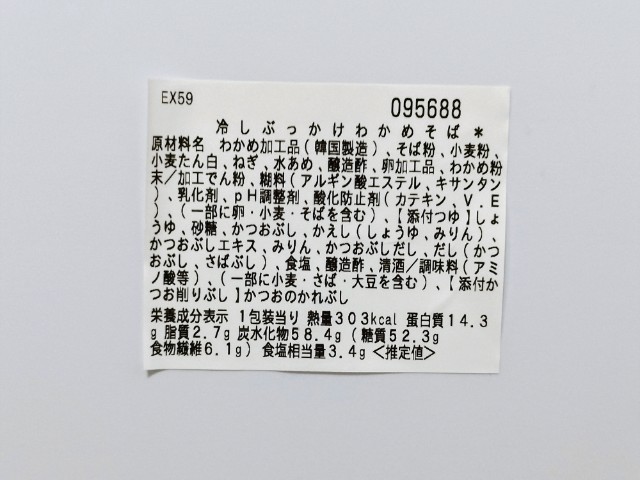 EX59
095688
冷しぶっかけわかめそば*
原材料名 わかめ加工品(韓国製造)、そば粉、小麦粉、
小麦たん白、ねぎ、水あめ、醸造酢、卵加工品、わかめ粉
末/加工でん粉、糊料(アルギン酸エステル、キサンタン
)、乳化剤、pH調整剤、酸化防止剤(カテキン、V.E
)、(一部に卵・小麦・そばを含む)、【添付つゆ】しょ
うゆ、砂糖、かつおぶし、かえし(しょうゆ、みりん)、
かつおぶしエキス、みりん、かつおぶしだし、だし(かつ
おぶし、さばぶし)、食塩、醸造酢、清酒/調味料(アミ
ノ酸等)、(一部に小麦・さば・大豆を含む)、【添付か
つお削りぶし】かつおのかれぶし
栄養成分表示 1包装当り 熱量303kcal 蛋白質14.3
g 脂質2.7g 炭水化物58.4g(糖質52.3g
食物繊維6.1g) 食塩相当量3.4g<推定値>